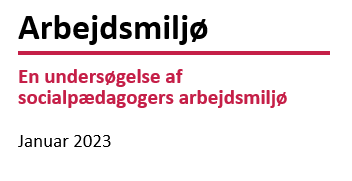 Arbejdsmiljø
En undersøgelse af
socialpædagogers arbejdsmiljø
Januar 2023